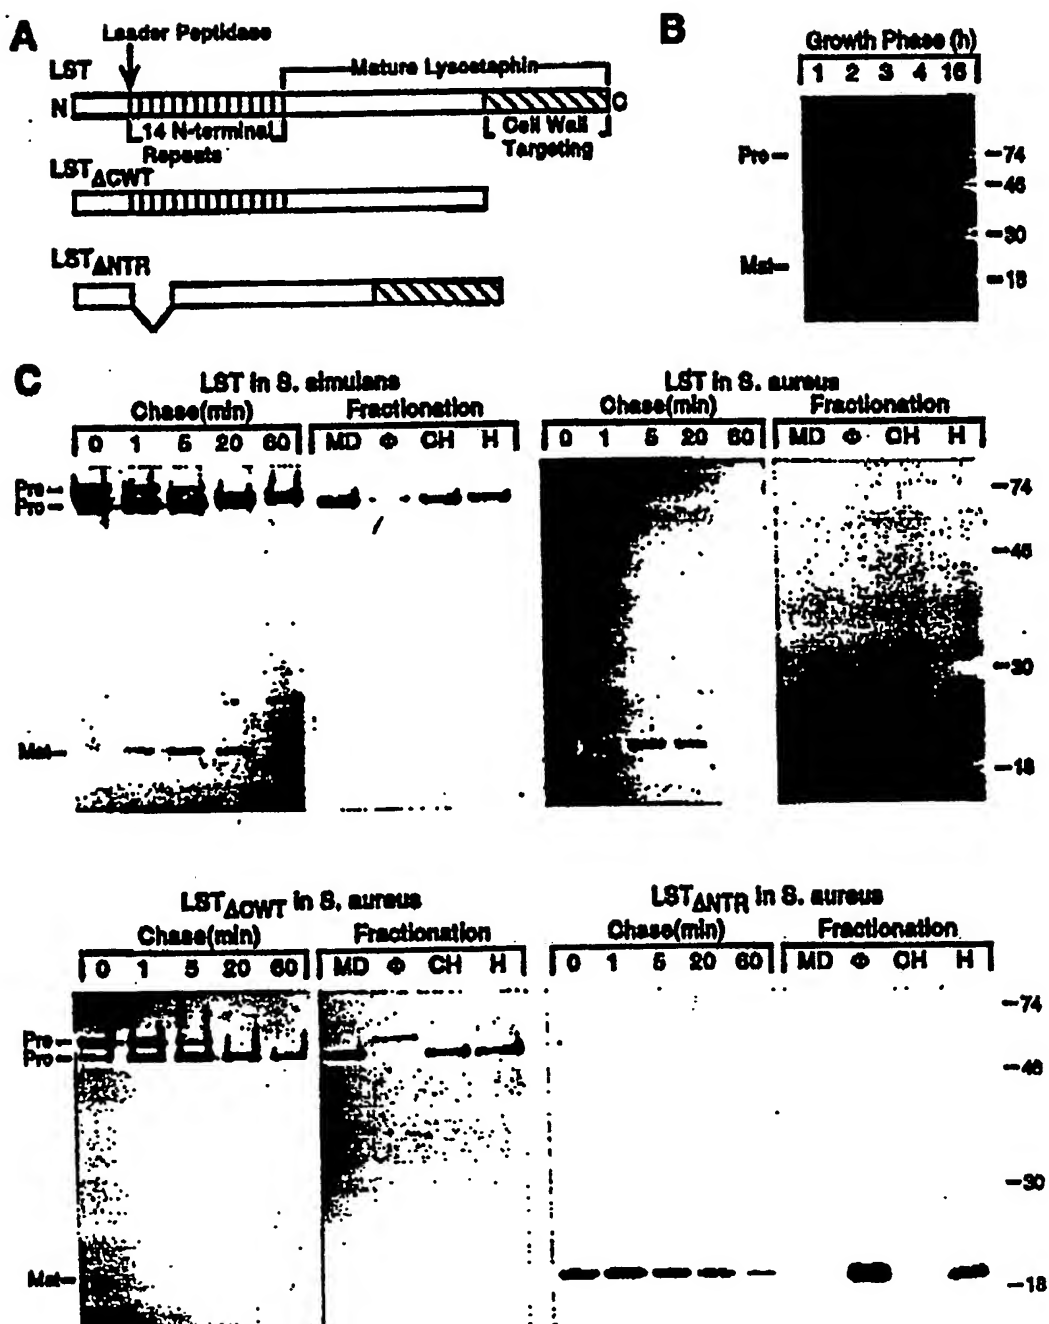 A
Leader Peptidase
LST
Mature Lysostaphin
N
C
14 N-terminal
Repeats
Cell Wall
Targeting
LSTΔCWT
LSTΔNTR
B
Growth Phase (h)
1 2 3 4 16
Pro
Mat
74
46
30
18
C
LST in S. simulans
Chase(min) Fractionation
0 1 5 20 60 MD Φ CH H
Pre
Pro
Mat
LST in S. aureus
Chase(min) Fractionation
0 1 5 20 60 MD Φ CH H
74
46
30
18
LSTΔCWT in S. aureus
Chase(min) Fractionation
0 1 5 20 60 MD Φ CH H
Pre
Pro
Mat
LSTΔNTR in S. aureus
Chase(min) Fractionation
0 1 5 20 60 MD Φ CH H
74
46
30
18